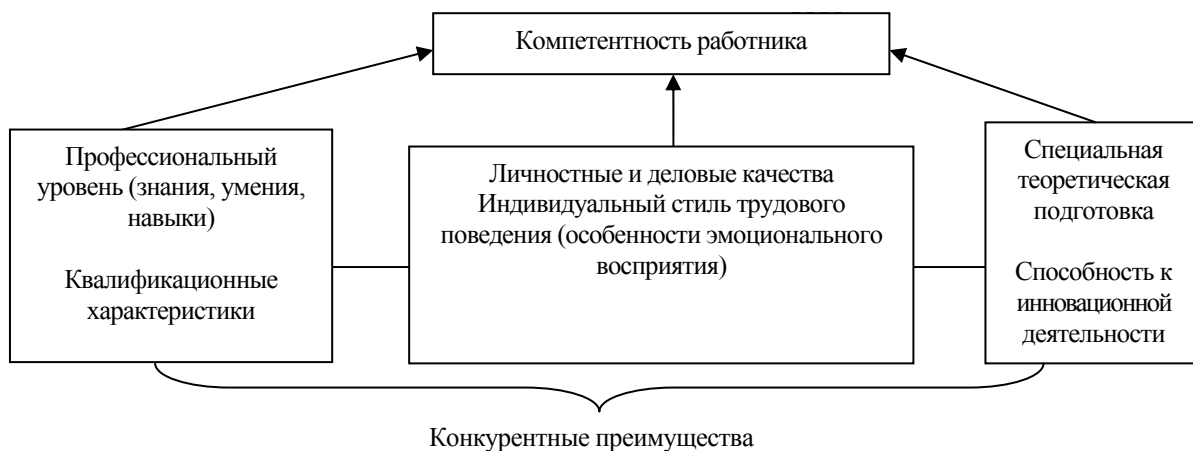 Компетентность работника
Профессиональный
уровень (знания, умения,
навыки)
Квалификационные
характеристики
Личностные и деловые качества
Индивидуальный стиль трудового
поведения (особенности эмоционального
восприятия)
Специальная
теоретическая
подготовка
Способность к
инновационной
деятельности
Конкурентные преимущества